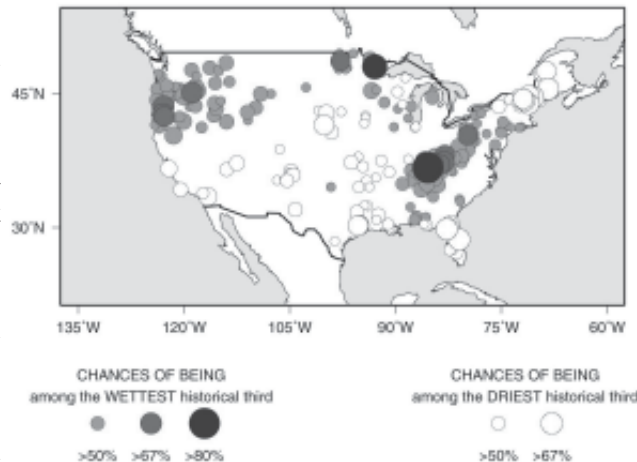 45°N
30°N
135°W 120°W 105°W 90°W 75°W 60°W
CHANCES OF BEING
among the WETTEST historical third
>50% >67% >80%
CHANCES OF BEING
among the DRIEST historical third
>50% >67%